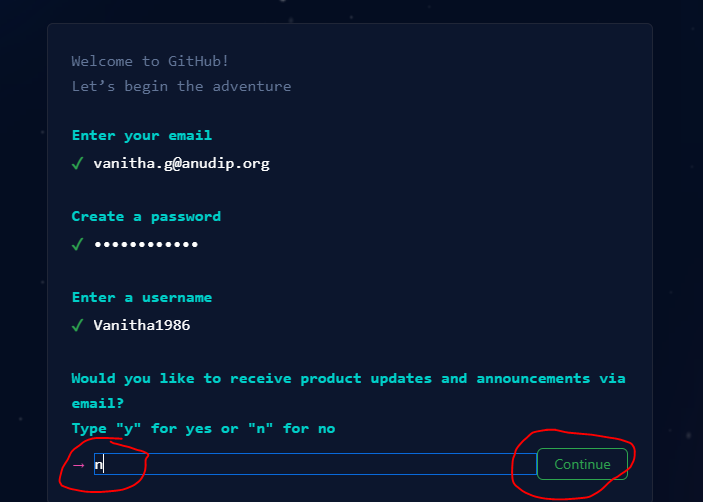 Welcome to GitHub!
Let’s begin the adventure
Enter your email
✓ vanitha.g@anudip.org
Create a password
✓ ••••••••••••
Enter a username
✓ Vanitha1986
Would you like to receive product updates and announcements via
email?
Type "y" for yes or "n" for no
→ n Continue